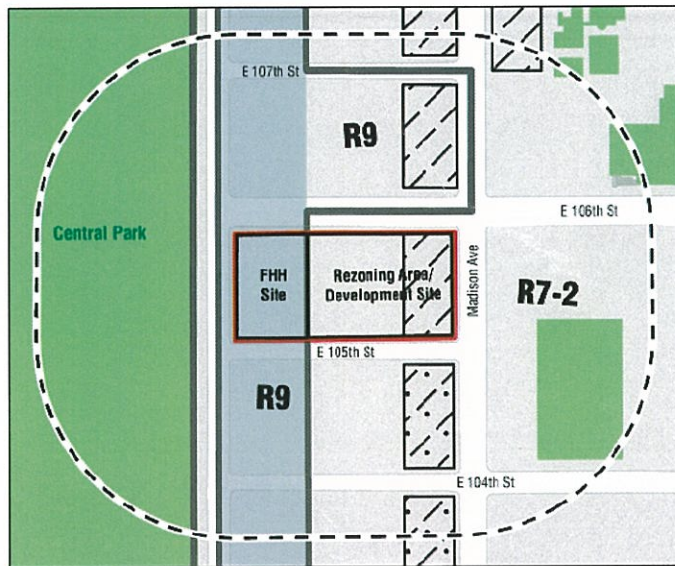 E 107th St
R9
E 106th St
Central Park
FHH
Site
Rezoning Area/
Development Site
Madison Ave
R7-2
E 105th St
R9
E 104th St